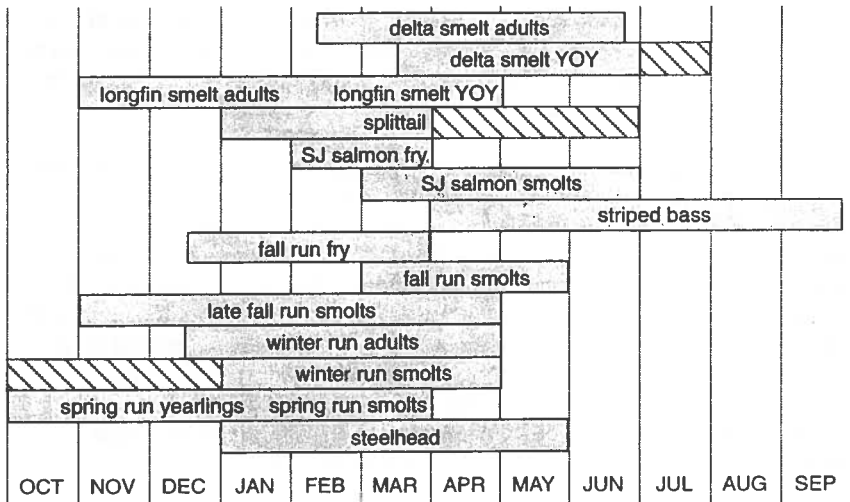 delta smelt adults
delta smelt YOY
longfin smelt adults longfin smelt YOY
splittail
SJ salmon fry.
SJ salmon smolts
striped bass
fall run fry
fall run smolts
late fall run smolts
winter run adults
winter run smolts
spring run yearlings spring run smolts
steelhead
OCT NOV DEC JAN FEB MAR APR MAY JUN JUL AUG SEP